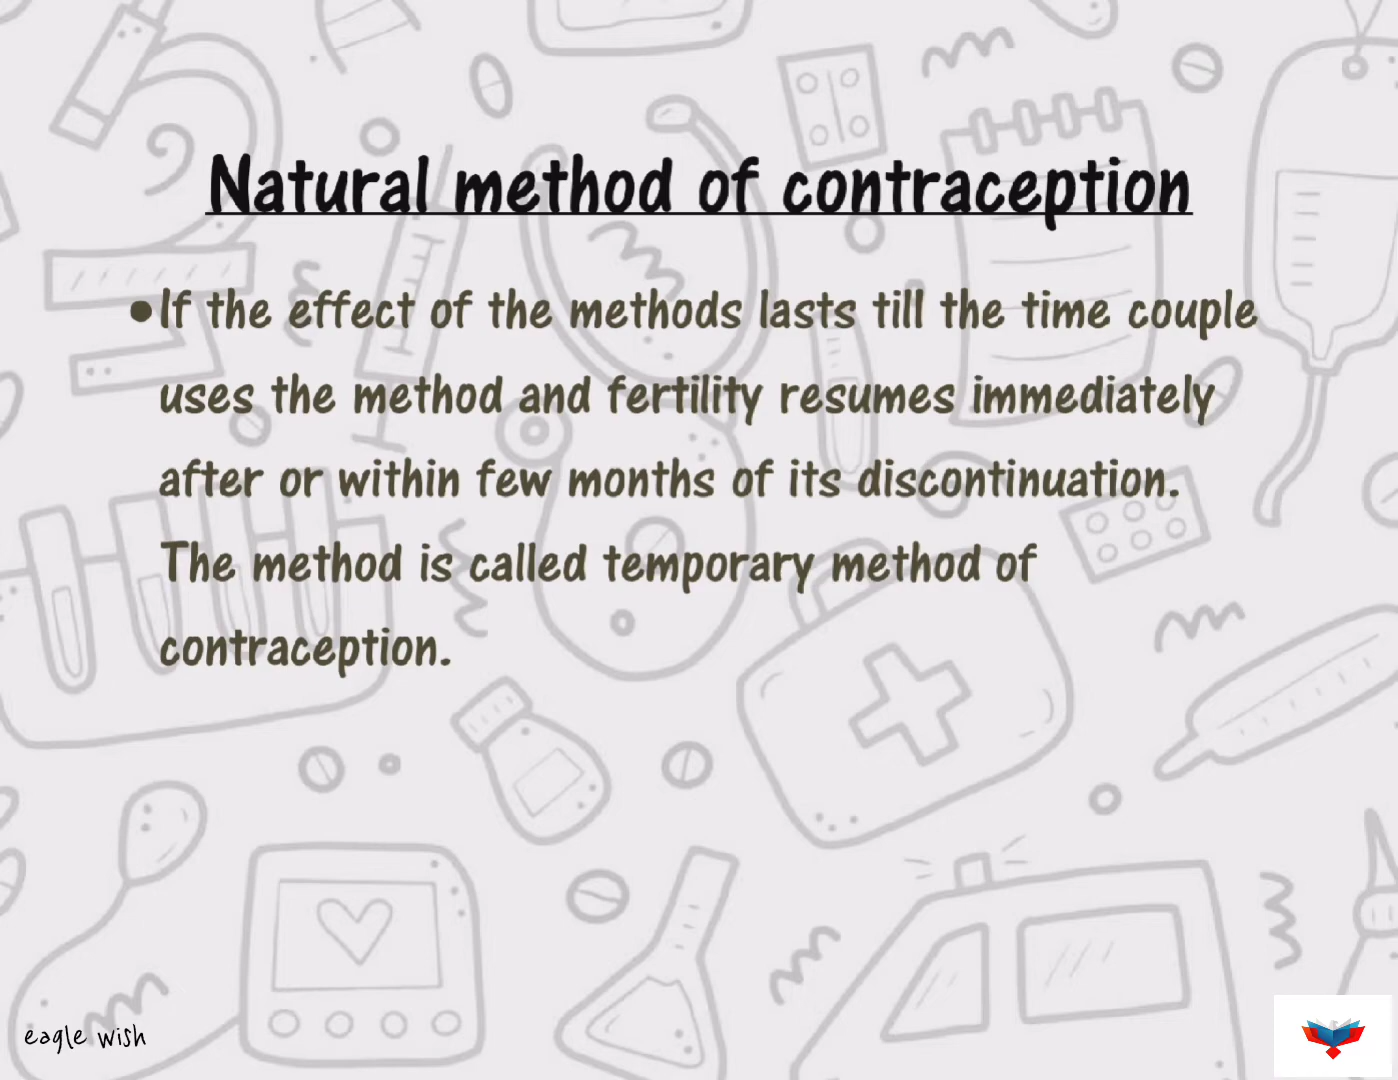 Natural method of contraception
•If the effect of the methods lasts till the time couple
uses the method and fertility resumes immediately
after or within few months of its discontinuation.
The method is called temporary method of
contraception.
eagle wish